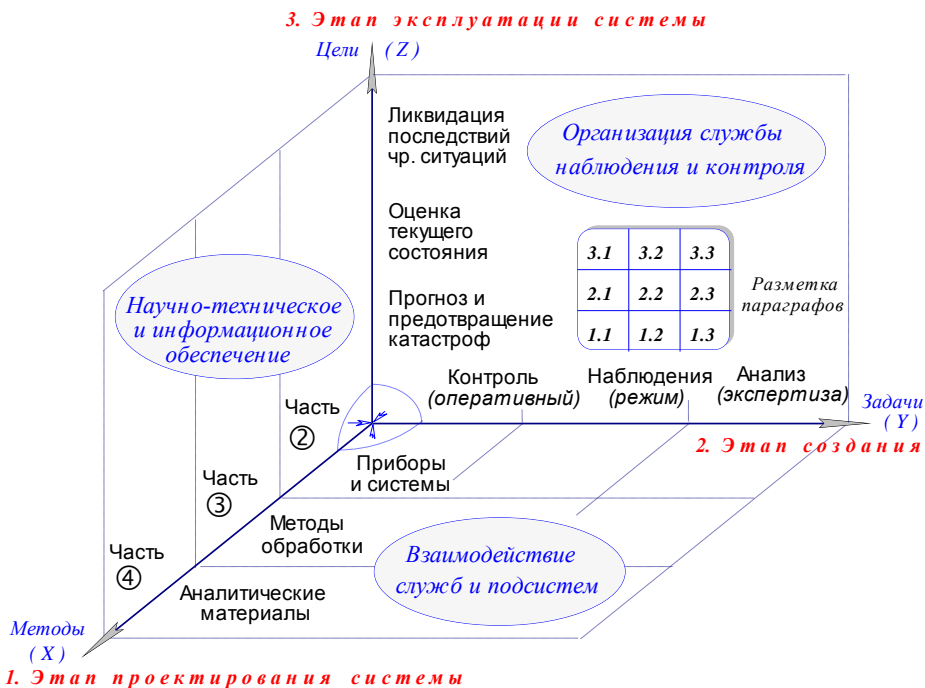 3. Этап эксплуатации системы
Цели (Z)
Ликвидация
последствий
чр. ситуаций
Организация службы
наблюдения и контроля
Оценка
текущего
состояния
3.1 3.2 3.3
2.1 2.2 2.3
1.1 1.2 1.3
Разметка
параграфов
Научно-техническое
и информационное
обеспечение
Прогноз и
предотвращение
катастроф
Контроль
(оперативный)
Наблюдения
(режим)
Анализ
(экспертиза)
Задачи
(Y)
2. Этап создания
Часть
②
Приборы
и системы
Часть
③
Методы
обработки
Часть
④
Аналитические
материалы
Взаимодействие
служб и подсистем
Методы
(X)
1. Этап проектирования системы